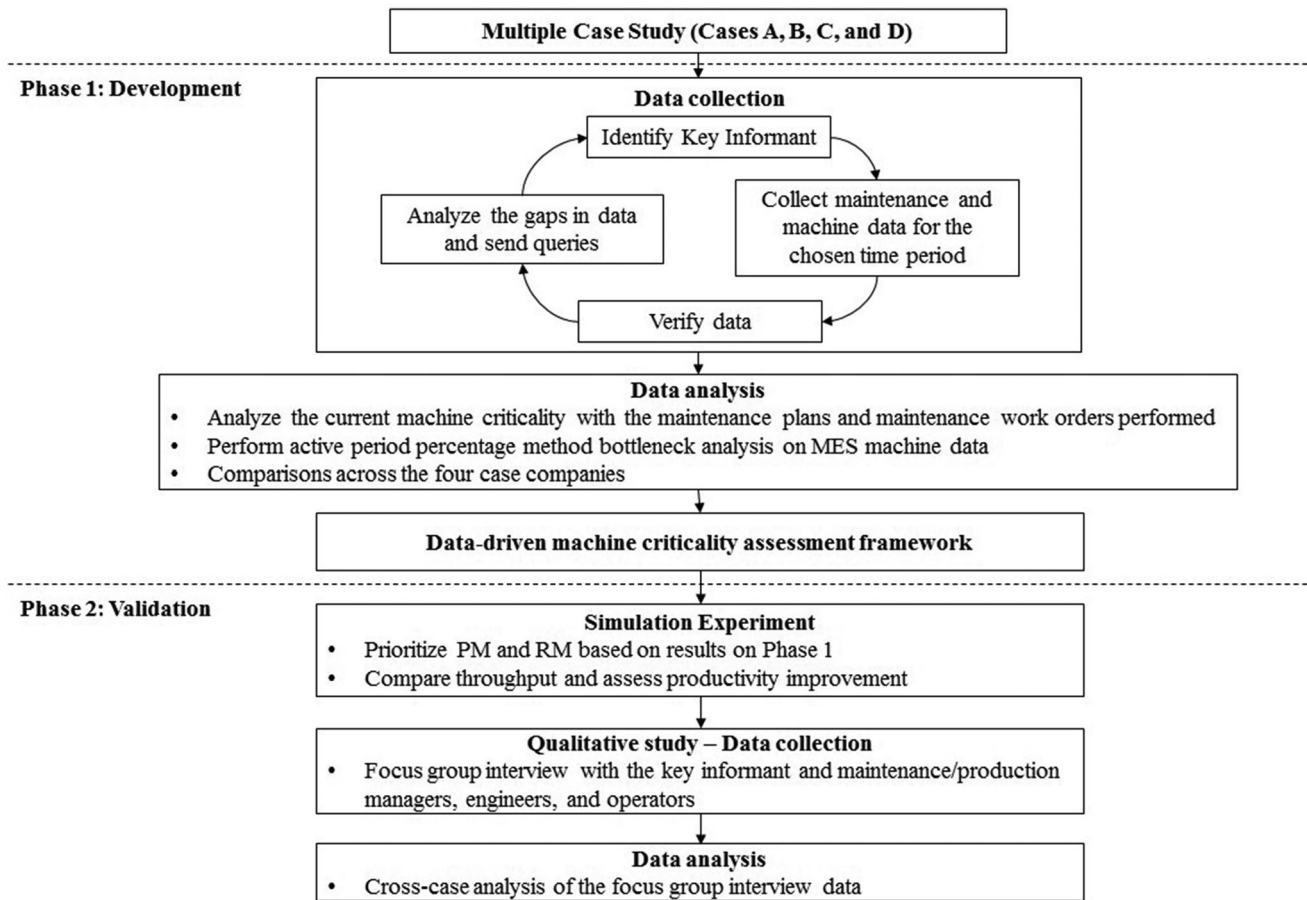 Multiple Case Study (Cases A, B, C, and D)
Phase 1: Development
Data collection
Identify Key Informant
Collect maintenance and
machine data for the
chosen time period
Verify data
Analyze the gaps in data
and send queries
Data analysis
• Analyze the current machine criticality with the maintenance plans and maintenance work orders performed
• Perform active period percentage method bottleneck analysis on MES machine data
• Comparisons across the four case companies
Data-driven machine criticality assessment framework
Phase 2: Validation
Simulation Experiment
• Prioritize PM and RM based on results on Phase 1
• Compare throughput and assess productivity improvement
Qualitative study – Data collection
• Focus group interview with the key informant and maintenance/production
managers, engineers, and operators
Data analysis
• Cross-case analysis of the focus group interview data